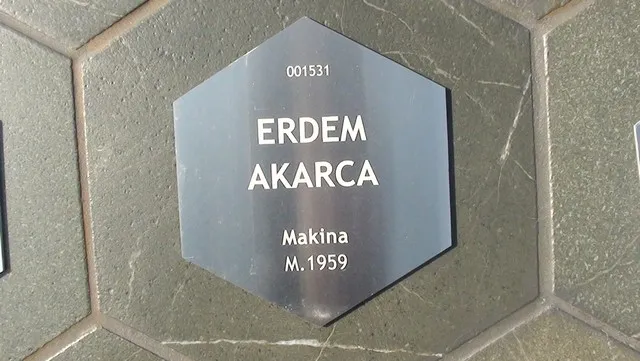 001531
ERDEM
AKARCA
Makina
M.1959